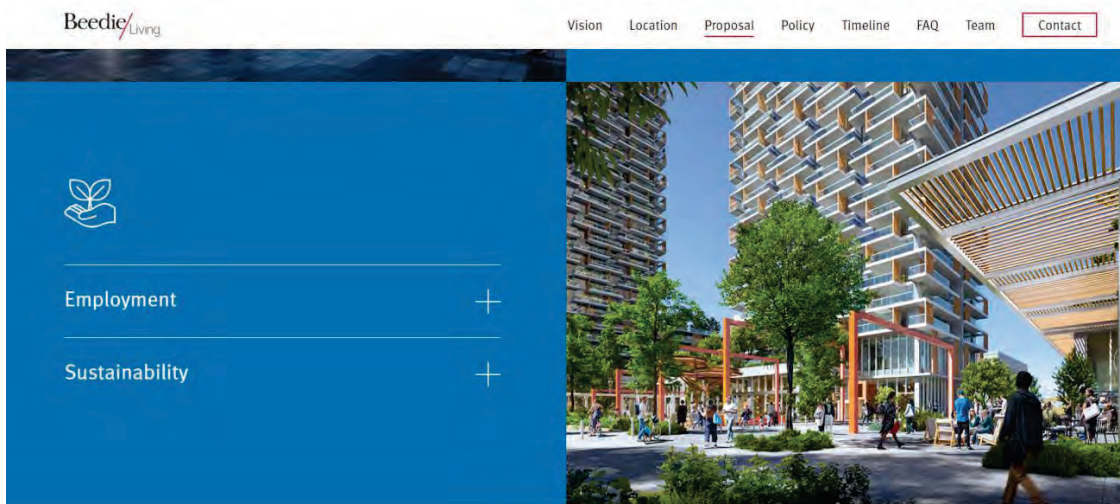 Beedie/Living
Vision Location Proposal Policy Timeline FAQ Team Contact
Employment
Sustainability